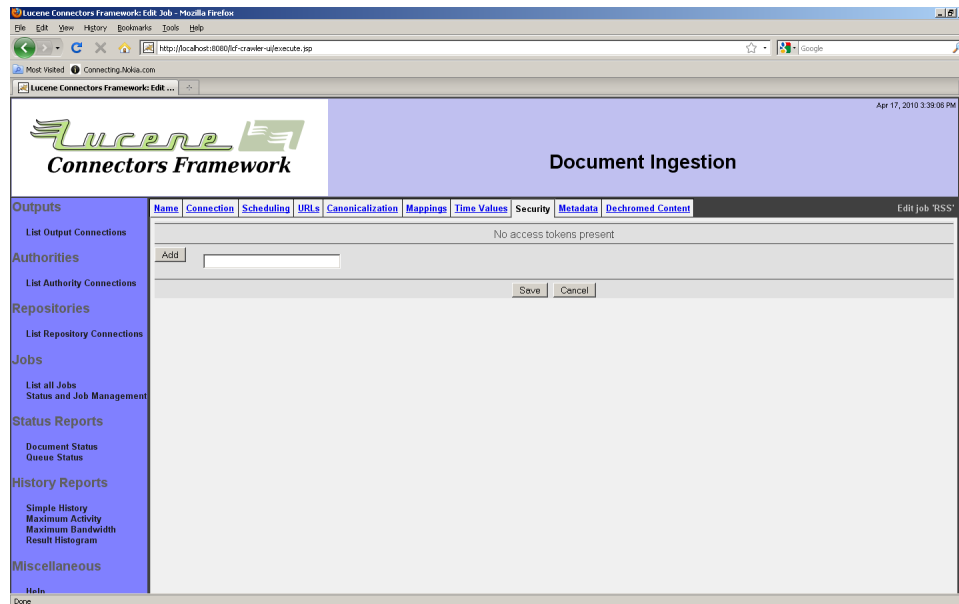 Lucene Connectors Framework: Edit Job - Mozilla Firefox
File Edit View History Bookmarks Tools Help
http://localhost:8080/lcf-crawler-ui/execute.jsp
Google
Most Visited Connecting.Nokia.com
Lucene Connectors Framework: Edit ...
Apr 17, 2010 3:39:06 PM
Lucene
Connectors Framework
Document Ingestion
Outputs
Name Connection Scheduling URLs Canonicalization Mappings Time Values Security Metadata Dechromed Content
Edit job 'RSS'
List Output Connections
No access tokens present
Authorities
Add
List Authority Connections
Save Cancel
Repositories
List Repository Connections
Jobs
List all Jobs
Status and Job Management
Status Reports
Document Status
Queue Status
History Reports
Simple History
Maximum Activity
Maximum Bandwidth
Result Histogram
Miscellaneous
Help
Done